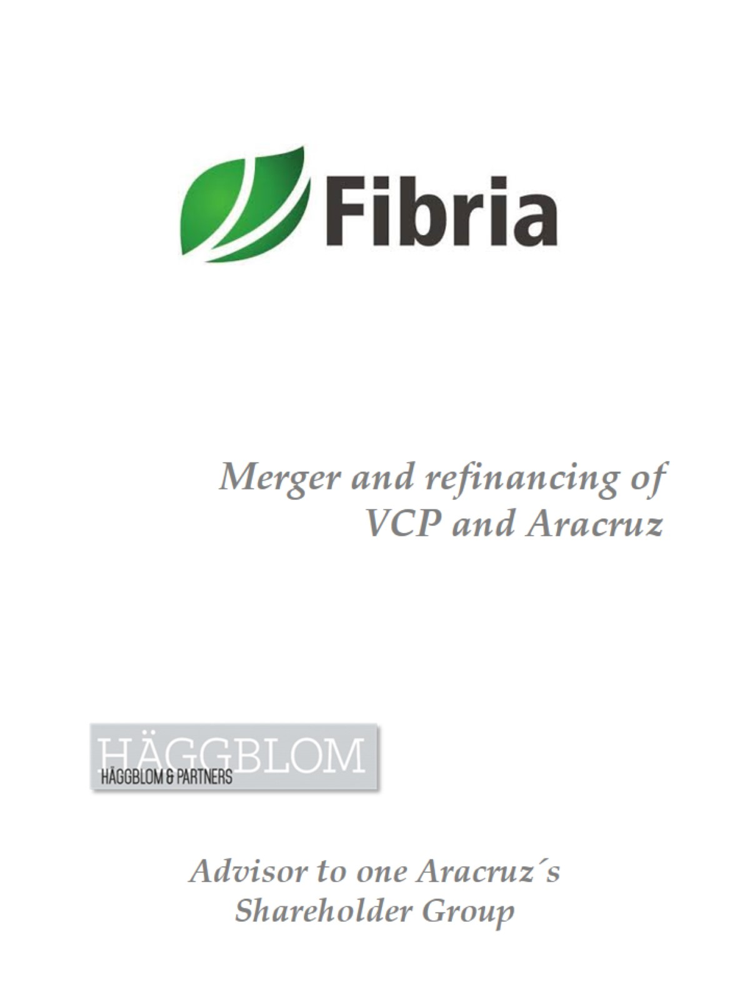 Fibria
Merger and refinancing of
VCP and Aracruz
HÄGGBLOM
HÄGGBLOM & PARTNERS
Advisor to one Aracruz´s
Shareholder Group